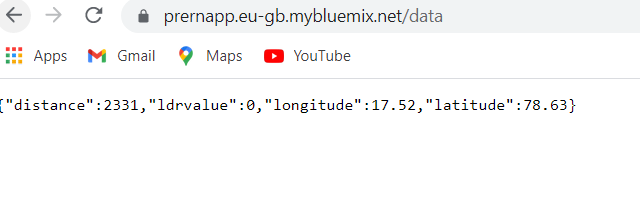 prernapp.eu-gb.mybluemix.net/data
Apps Gmail Maps YouTube
{"distance":2331,"ldrvalue":0,"longitude":17.52,"latitude":78.63}